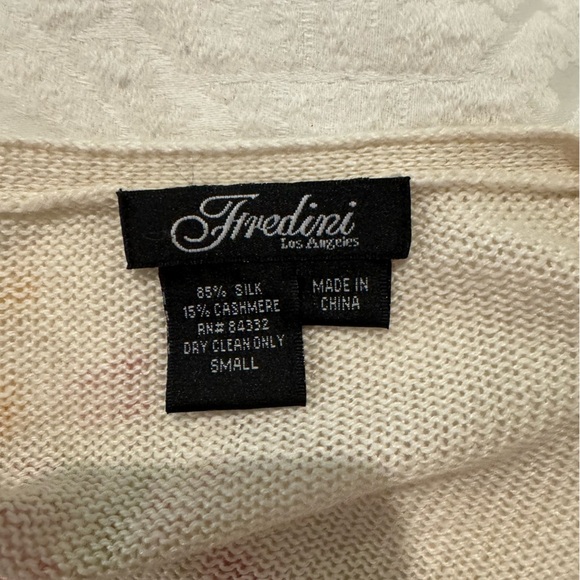 Fredini
Los Angeles
85% SILK
15% CASHMERE
RN# 84332
DRY CLEAN ONLY
SMALL
MADE IN
CHINA